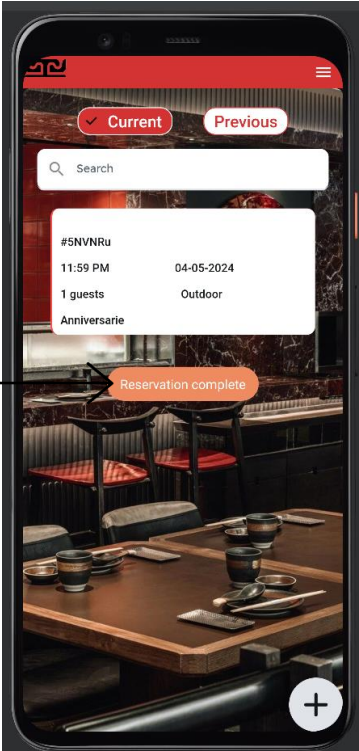 Current
Previous
Search
#5NVNRu
11:59 PM
04-05-2024
1 guests
Outdoor
Anniversarie
Reservation complete